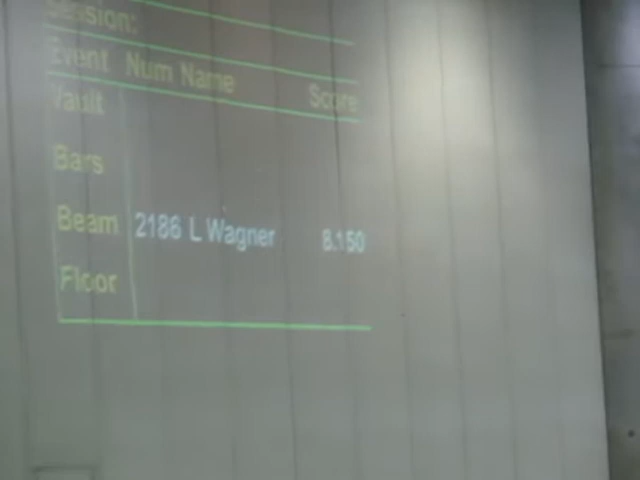 Session:
Event Num Name Score
Vault
Bars
Beam 2186 L Wagner 8.150
Floor